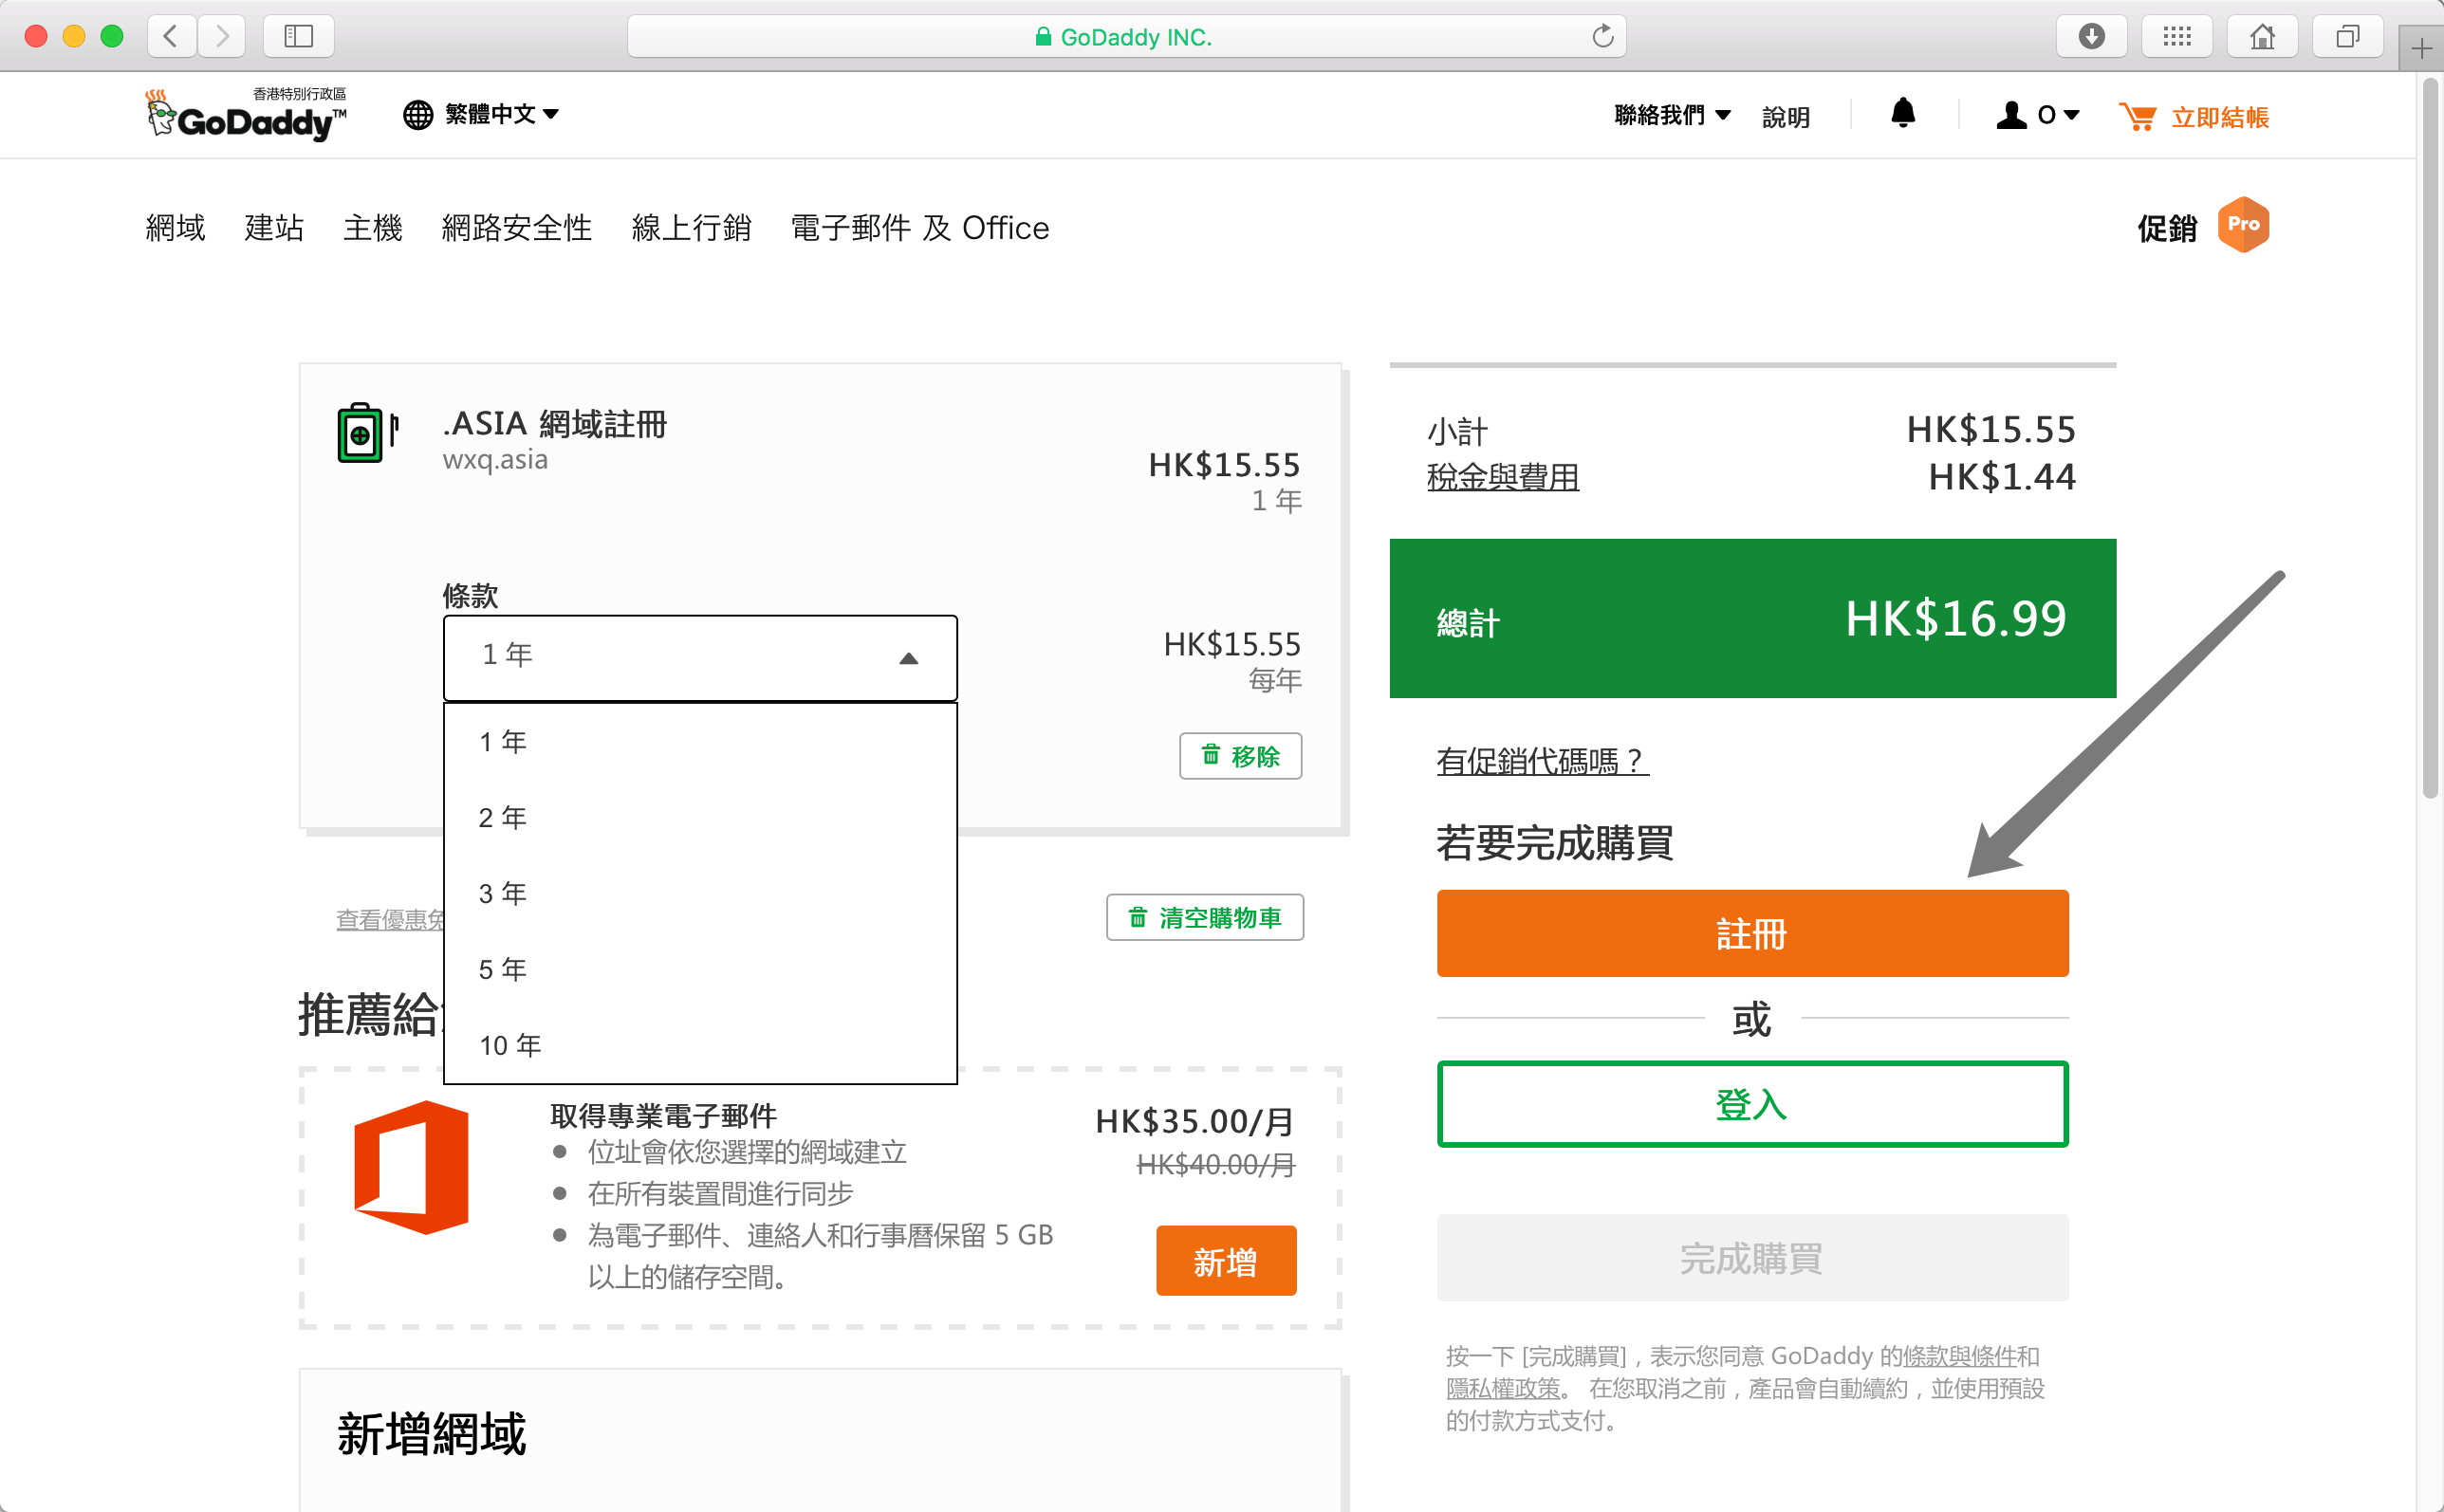 GoDaddy INC.
香港特別行政區
GoDaddy™
繁體中文
聯絡我們
說明
0
立即結帳
網域
建站
主機
網路安全性
線上行銷
電子郵件 及 Office
促銷
Pro
.ASIA 網域註冊
wxq.asia
HK$15.55
1 年
條款
1 年
HK$15.55
每年
1 年
2 年
3 年
5 年
10 年
移除
查看優惠
清空購物車
推薦給
取得專業電子郵件
位址會依您選擇的網域建立
在所有裝置間進行同步
為電子郵件、連絡人和行事曆保留 5 GB
以上的儲存空間。
HK$35.00/月
HK$40.00/月
新增
新增網域
小計
HK$15.55
稅金與費用
HK$1.44
總計
HK$16.99
有促銷代碼嗎？
若要完成購買
註冊
或
登入
完成購買
按一下 [完成購買]，表示您同意 GoDaddy 的條款與條件和
隱私權政策。 在您取消之前，產品會自動續約，並使用預設
的付款方式支付。